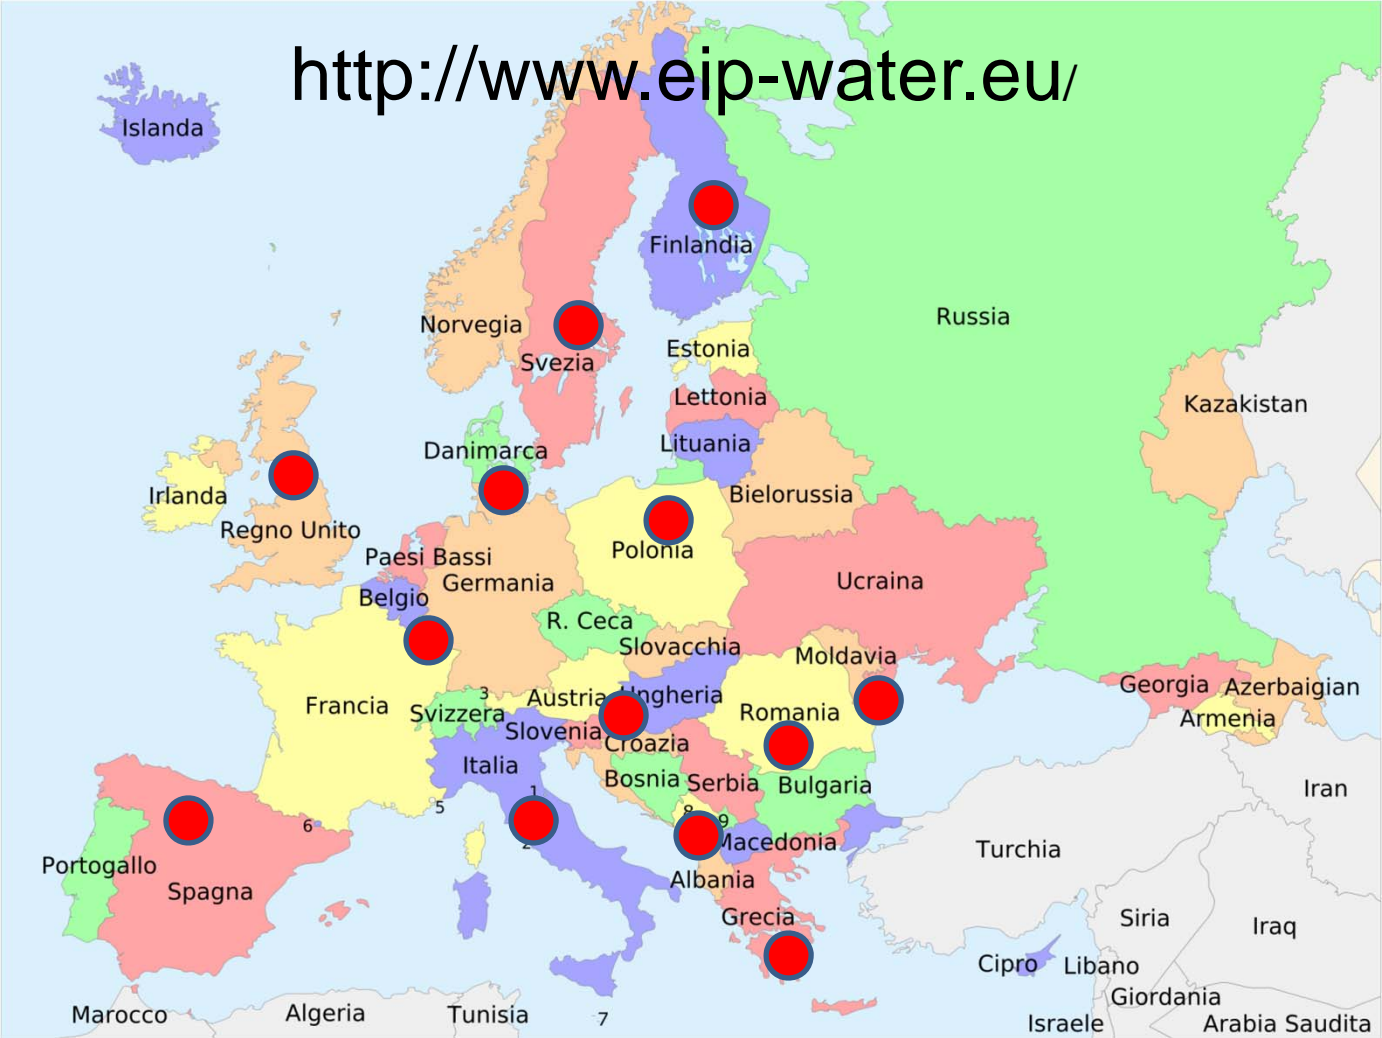 http://www.eip-water.eu/
Islanda
Finlandia
Russia
Norvegia
Svezia
Estonia
Lettonia
Kazakistan
Lituania
Danimarca
Bielorussia
Irlanda
Regno Unito
Paesi Bassi
Polonia
Germania
Ucraina
Belgio
R. Ceca
Slovacchia
Moldavia
3
Austria
Ungheria
Georgia
Azerbaigian
Francia
Svizzera
Romania
Armenia
Slovenia
Croazia
Italia
Bosnia
Serbia
Bulgaria
Iran
1
5
8
9
6
2
Macedonia
Turchia
Portogallo
Spagna
Albania
Grecia
Siria
Iraq
Cipro
Libano
Giordania
Marocco
Algeria
Tunisia
7
Israele
Arabia Saudita